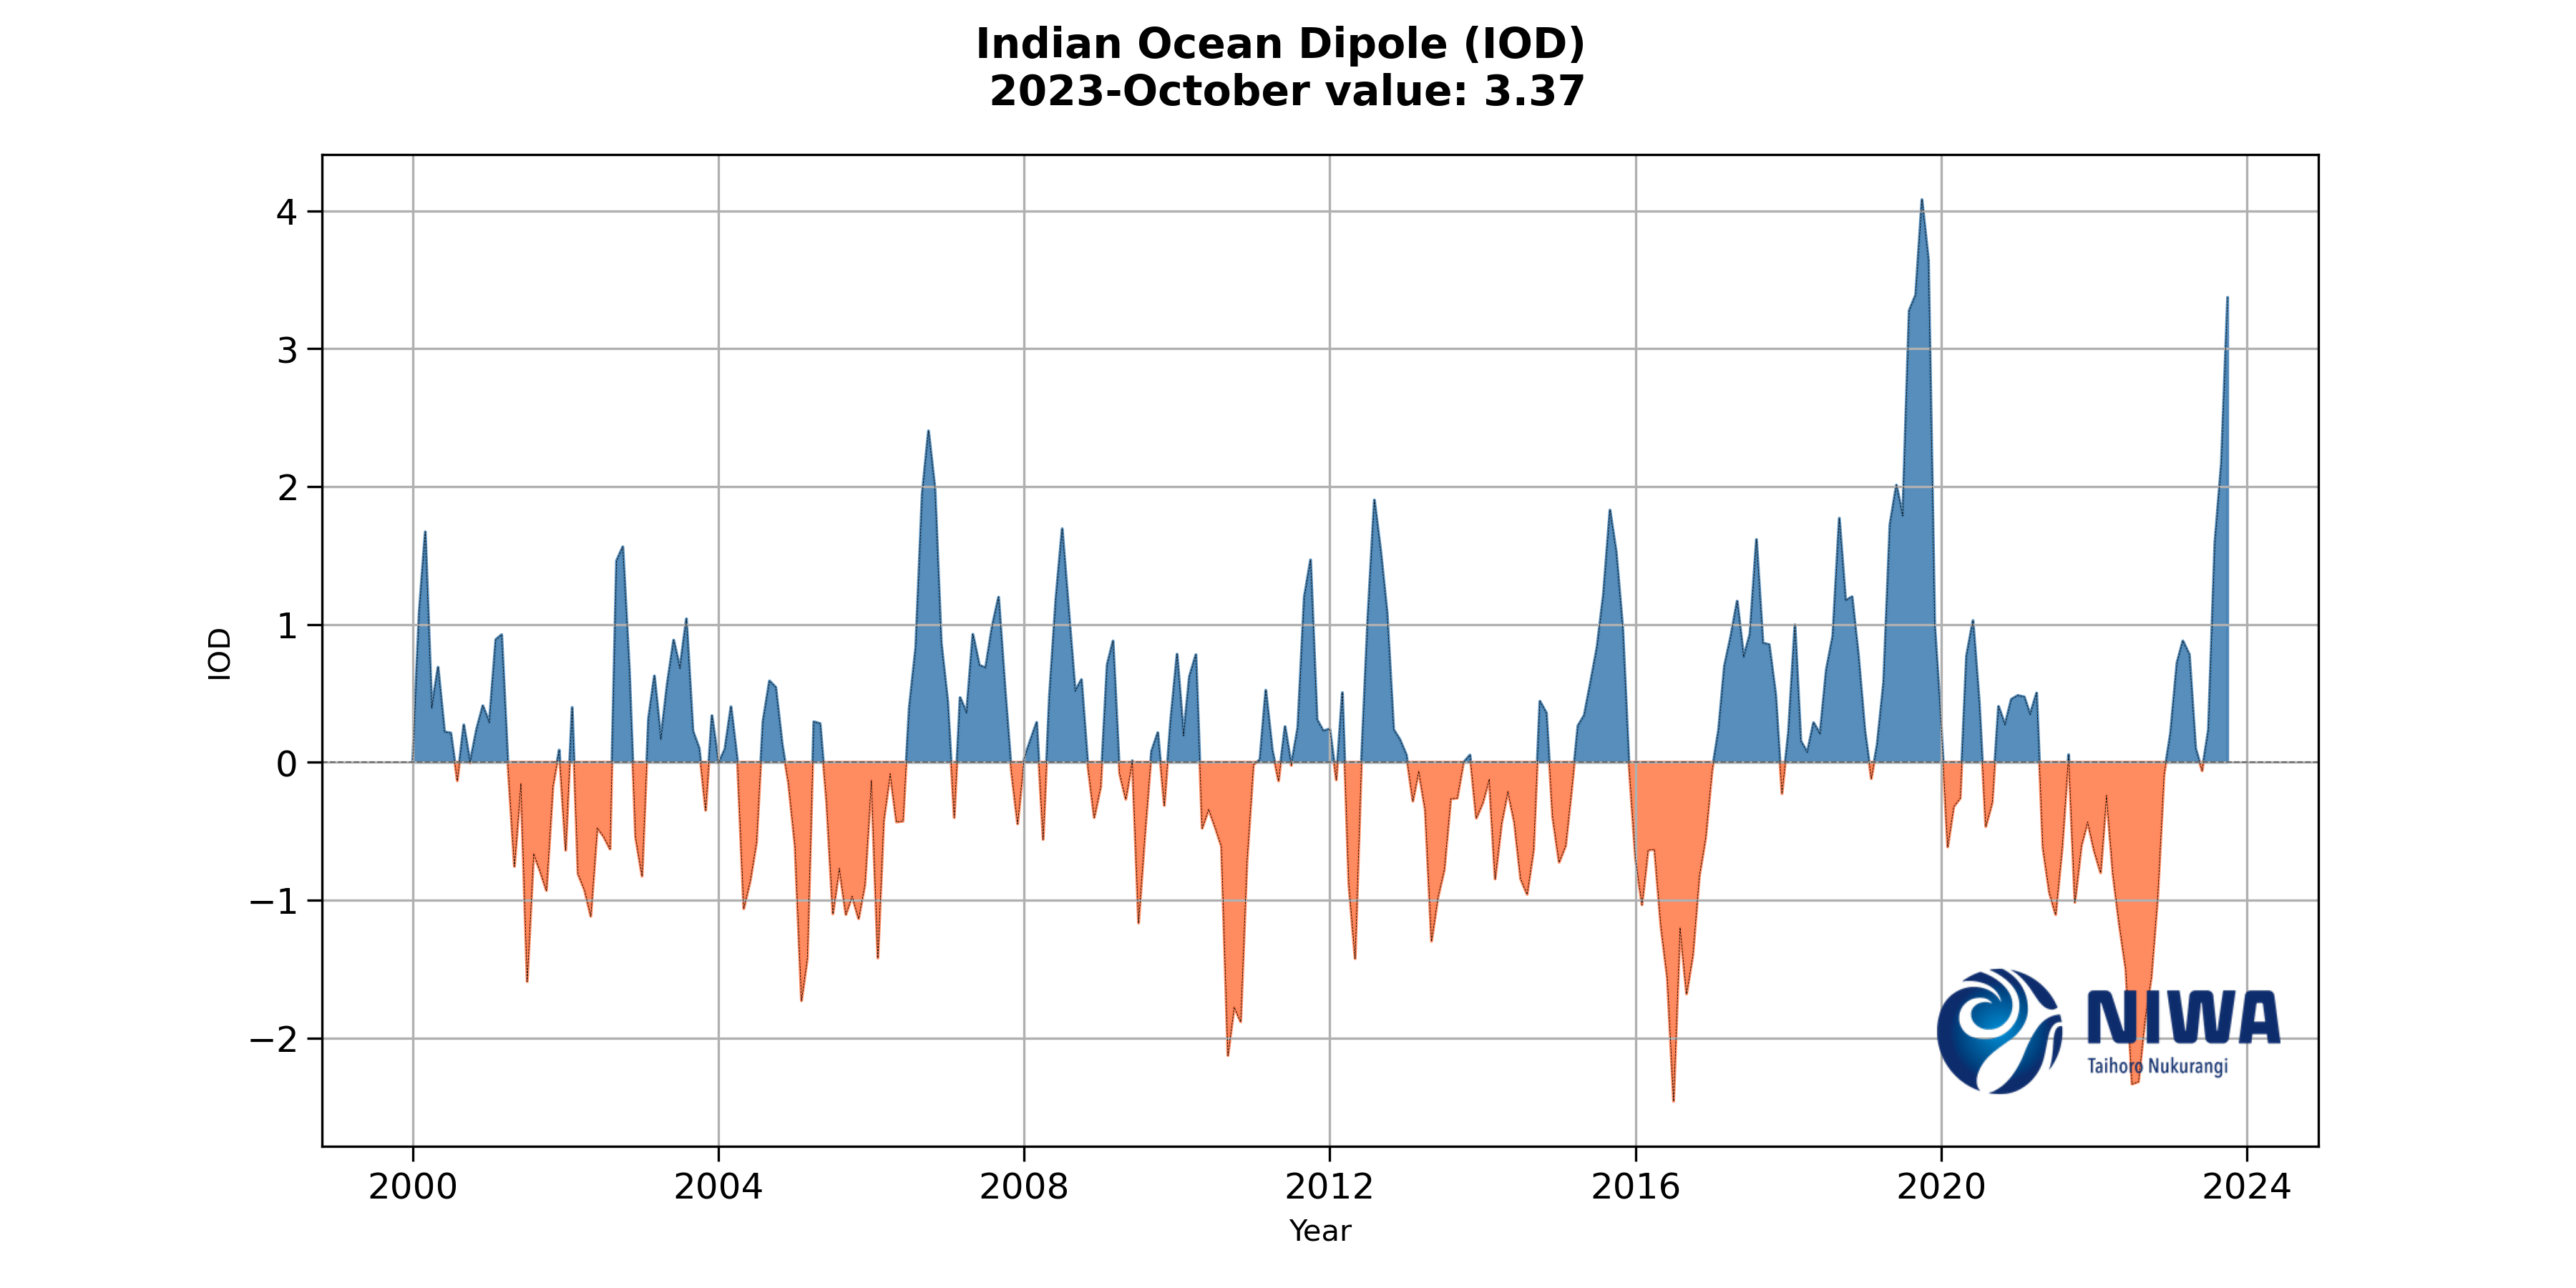 Indian Ocean Dipole (IOD)
2023-October value: 3.37
4
3
2
1
0
−1
−2
IOD
NIWA
Taihoro Nukurangi
2000 2004 2008 2012 2016 2020 2024
Year